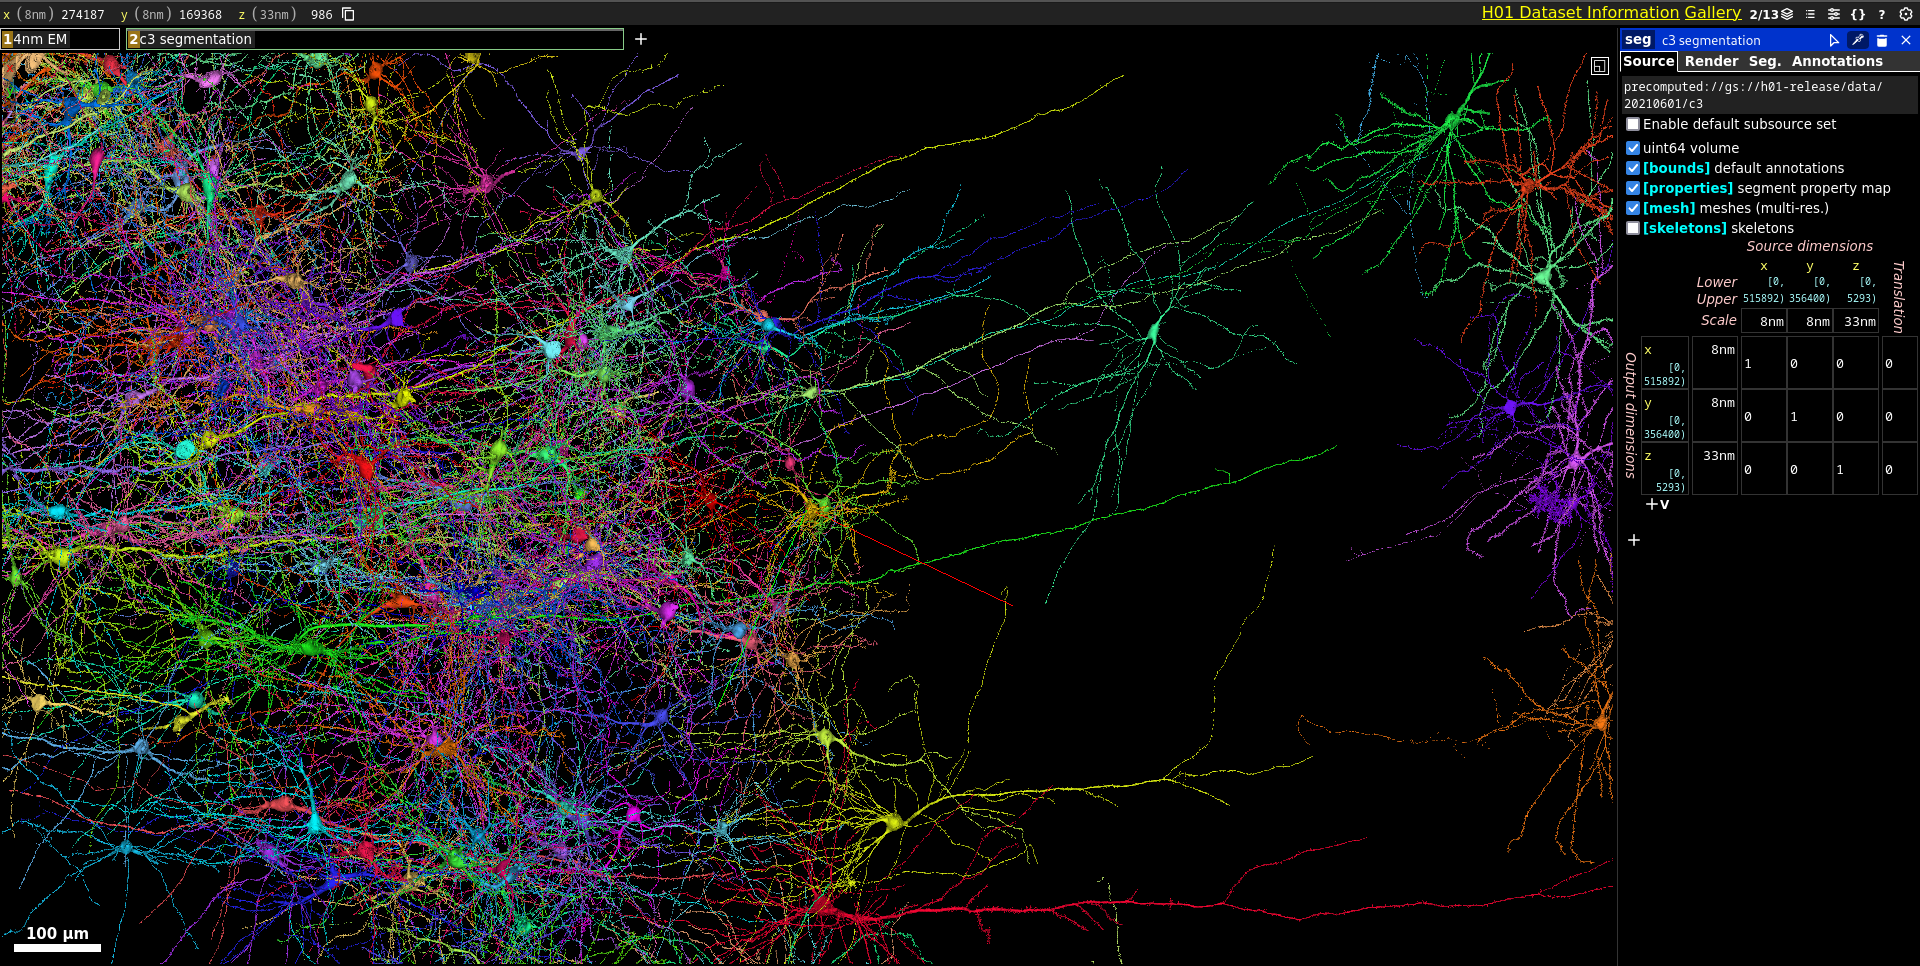 x (8nm) 274187 y (8nm) 169368 z (33nm) 986
H01 Dataset Information Gallery 2/13 {} ?
1 4nm EM 2 c3 segmentation +
seg c3 segmentation
Source Render Seg. Annotations
precomputed://gs://h01-release/data/
20210601/c3
Enable default subsource set
uint64 volume
[bounds] default annotations
[properties] segment property map
[mesh] meshes (multi-res.)
[skeletons] skeletons
Source dimensions
x y z
Lower [0, [0, [0,
Upper 515892) 356400) 5293)
Scale 8nm 8nm 33nm
Translation
Output dimensions
x 8nm 1 0 0 0
[0,
515892)
y 8nm 0 1 0 0
[0,
356400)
z 33nm 0 0 1 0
[0,
5293)
+v
+
100 µm